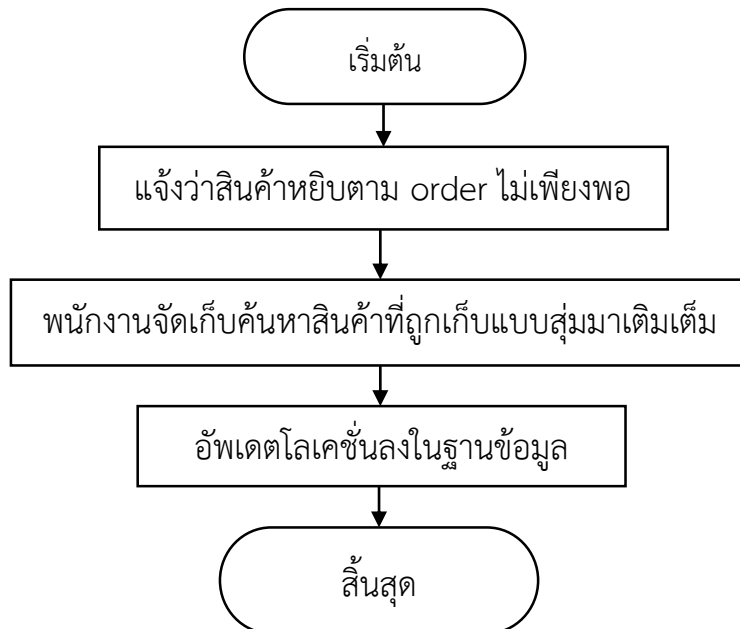 เริ่มต้น
แจ้งว่าสินค้าหยิบตาม order ไม่เพียงพอ
พนักงานจัดเก็บค้นหาสินค้าที่ถูกเก็บแบบสุ่มมาเติมเต็ม
อัพเดตโลเคชั่นลงในฐานข้อมูล
สิ้นสุด